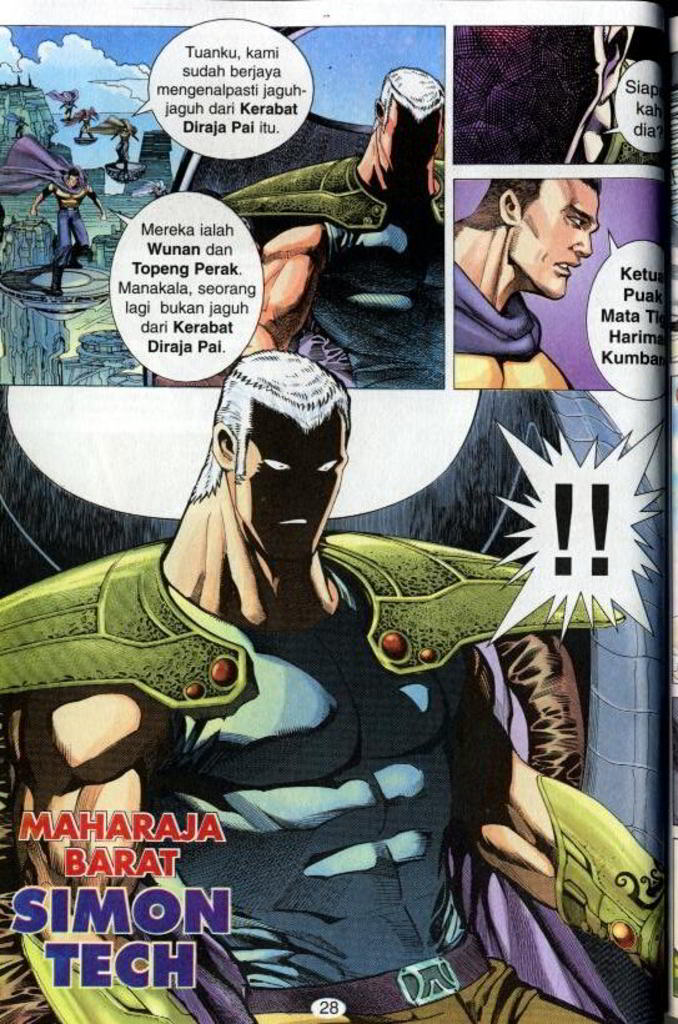 Tuanku, kami
sudah berjaya
mengenalpasti jaguh-
jaguh dari Kerabat
Diraja Pai itu.
Mereka ialah
Wunan dan
Topeng Perak.
Manakala, seorang
lagi bukan jaguh
dari Kerabat
Diraja Pai.
Siapa
kah
dia?
Ketua
Puak
Mata
Harima
Kumban
!!
MAHARAJA
BARAT
SIMON
TECH
28